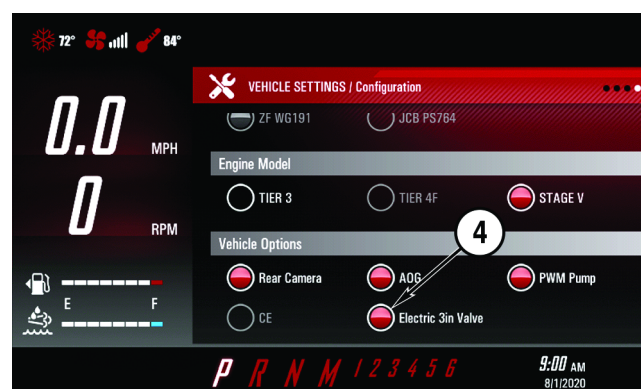 72° 84°
VEHICLE SETTINGS / Configuration
0.0 MPH
ZF WG191 JCB PS764
Engine Model
TIER 3 TIER 4F STAGE V
0 RPM
Vehicle Options
4
Rear Camera AOG PWM Pump
E F
CE Electric 3in Valve
P R N M 1 2 3 4 5 6
9:00 AM
8/1/2020